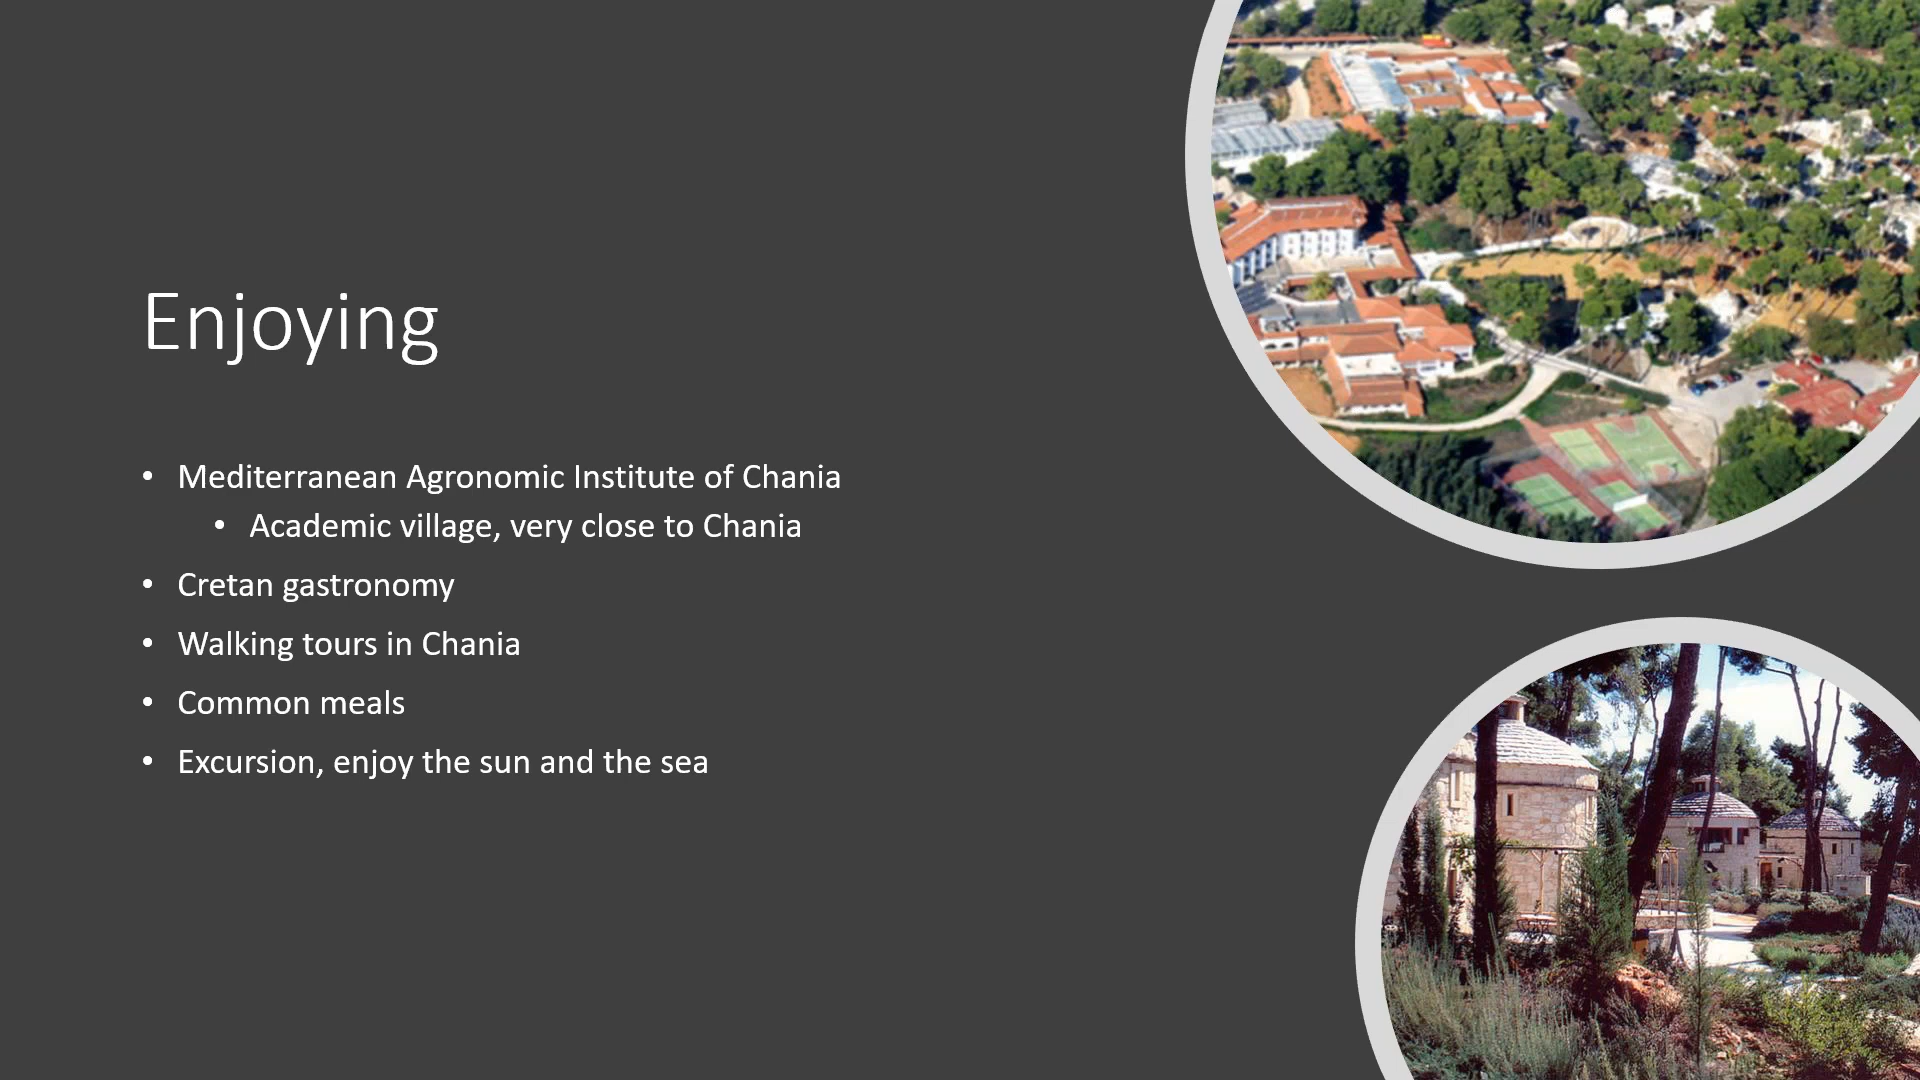 Enjoying
• Mediterranean Agronomic Institute of Chania
• Academic village, very close to Chania
• Cretan gastronomy
• Walking tours in Chania
• Common meals
• Excursion, enjoy the sun and the sea